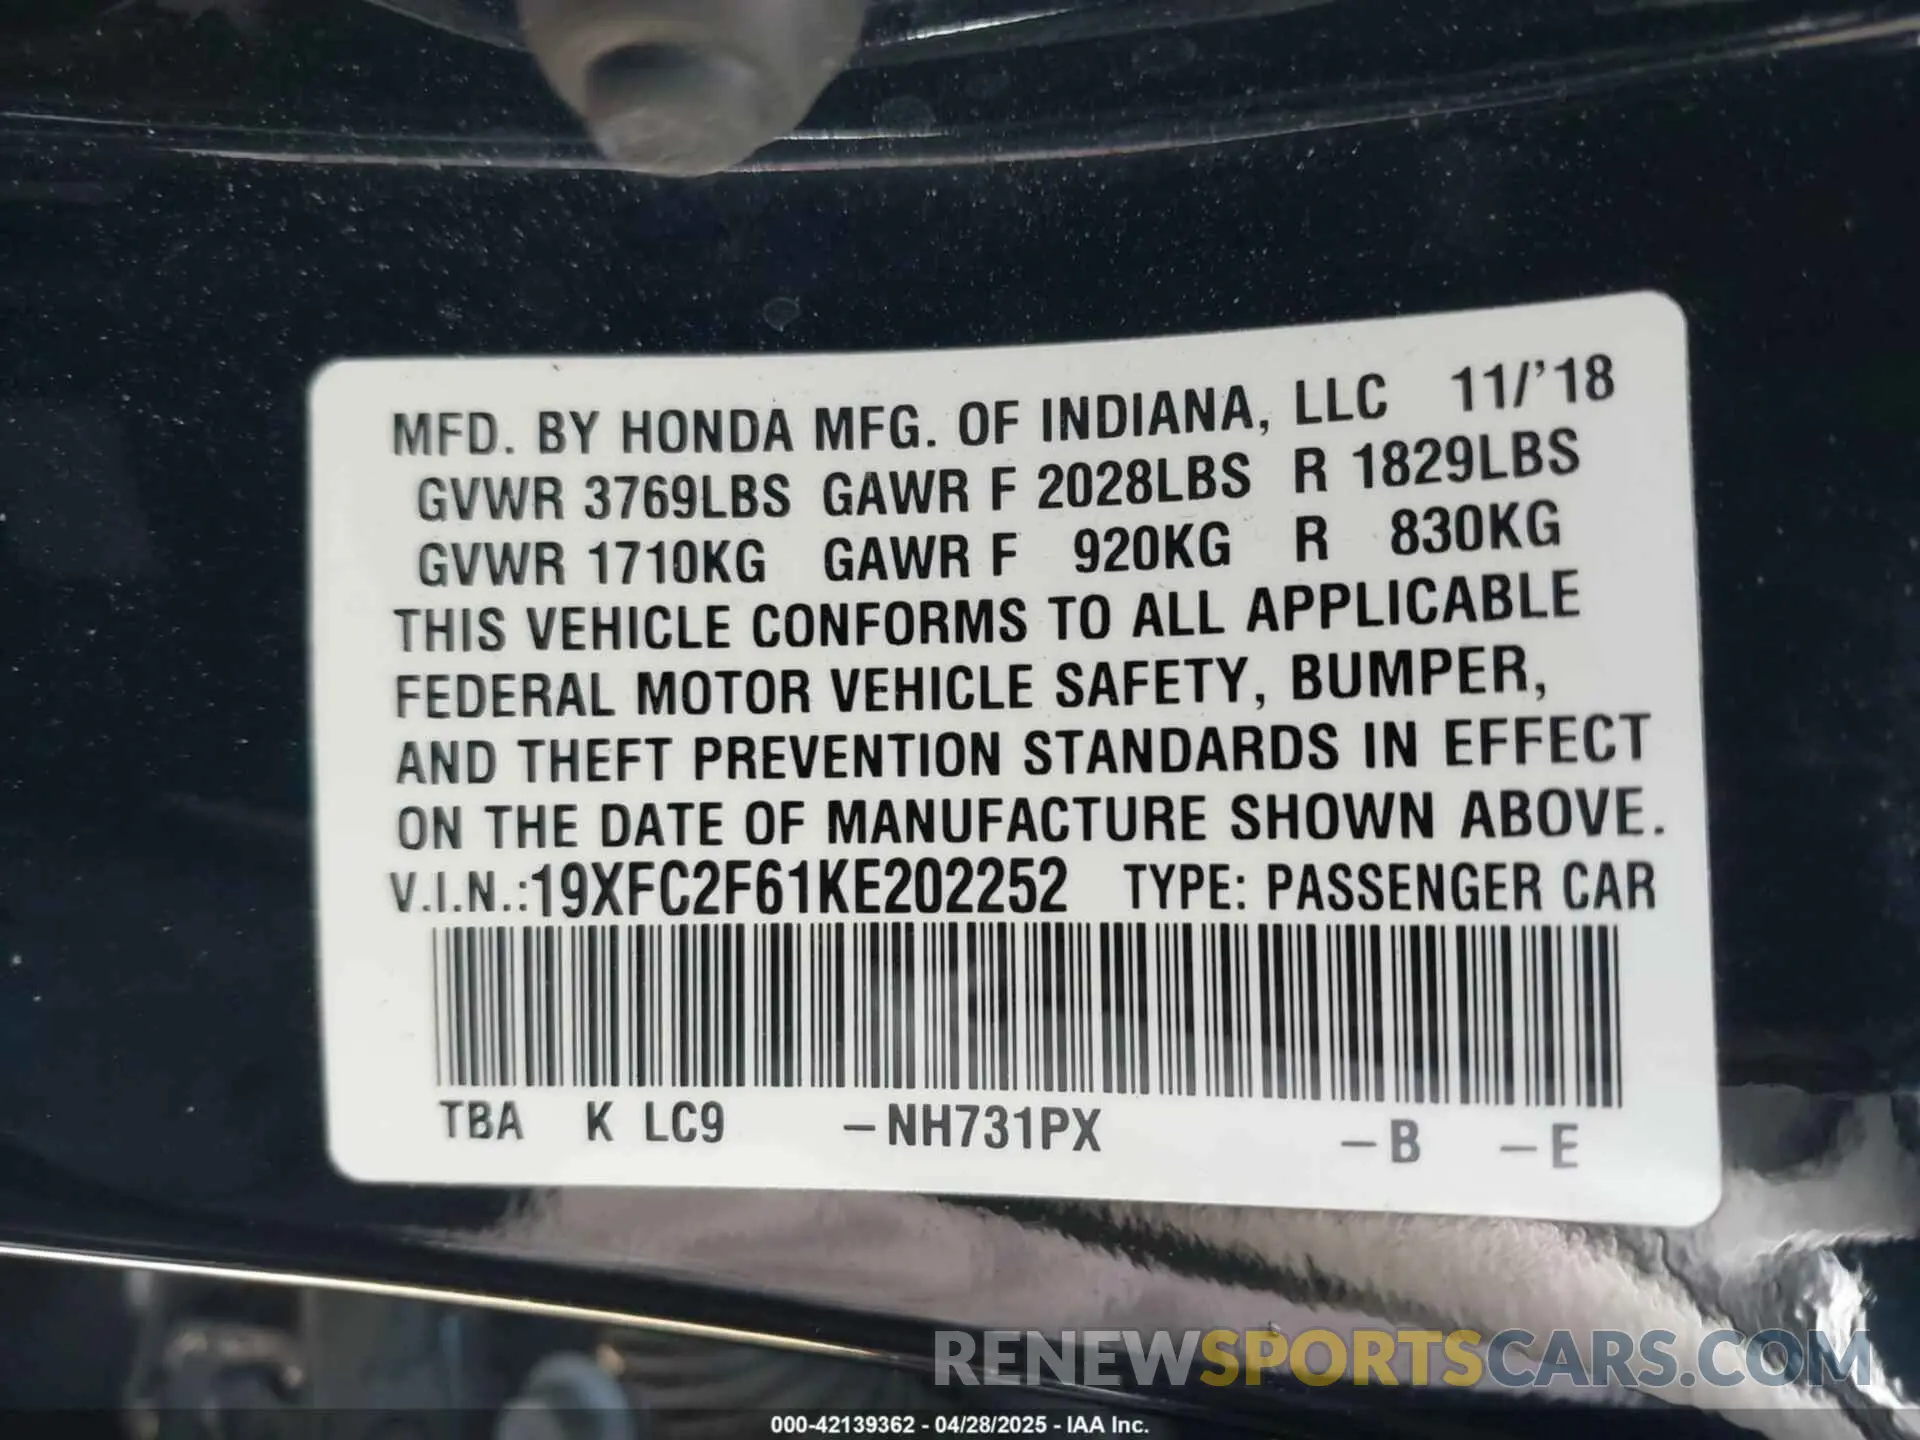 MFD. BY HONDA MFG. OF INDIANA, LLC 11/'18
GVWR 3769LBS GAWR F 2028LBS R 1829LBS
GVWR 1710KG GAWR F 920KG R 830KG
THIS VEHICLE CONFORMS TO ALL APPLICABLE
FEDERAL MOTOR VEHICLE SAFETY, BUMPER,
AND THEFT PREVENTION STANDARDS IN EFFECT
ON THE DATE OF MANUFACTURE SHOWN ABOVE.
V.I.N.:19XFC2F61KE202252 TYPE: PASSENGER CAR
TBA K LC9 –NH731PX –B –E
RENEWSPORTSCARS.COM
000-42139362 - 04/28/2025 - IAA Inc.